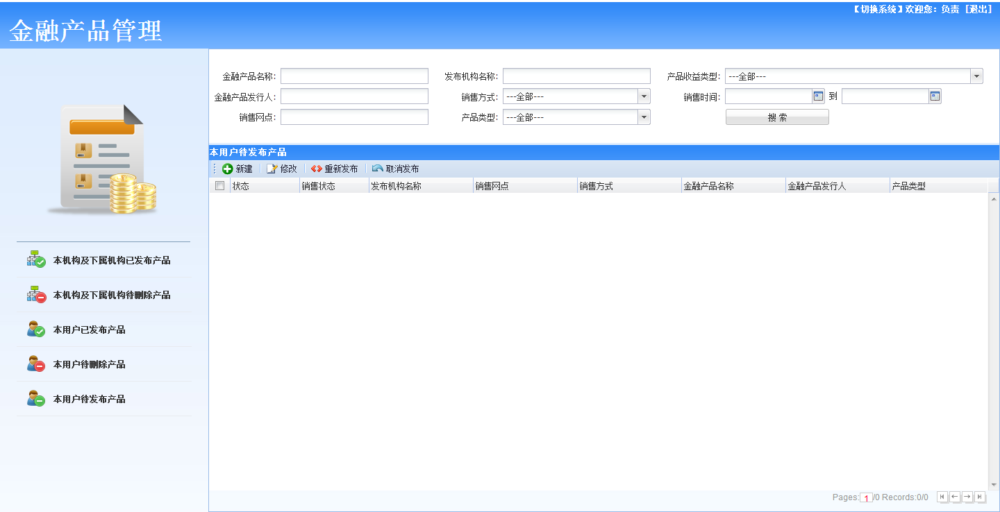 【切换系统】欢迎您：负责 [退出]
金融产品管理
金融产品名称: 发布机构名称: 产品收益类型: ---全部---
金融产品发行人: 销售方式: ---全部--- 销售时间: 到
销售网点: 产品类型: ---全部--- 搜 索
本用户待发布产品
新建 修改 重新发布 取消发布
状态 销售状态 发布机构名称 销售网点 销售方式 金融产品名称 金融产品发行人 产品类型
本机构及下属机构已发布产品
本机构及下属机构待删除产品
本用户已发布产品
本用户待删除产品
本用户待发布产品
Pages: 1 /0 Records:0/0